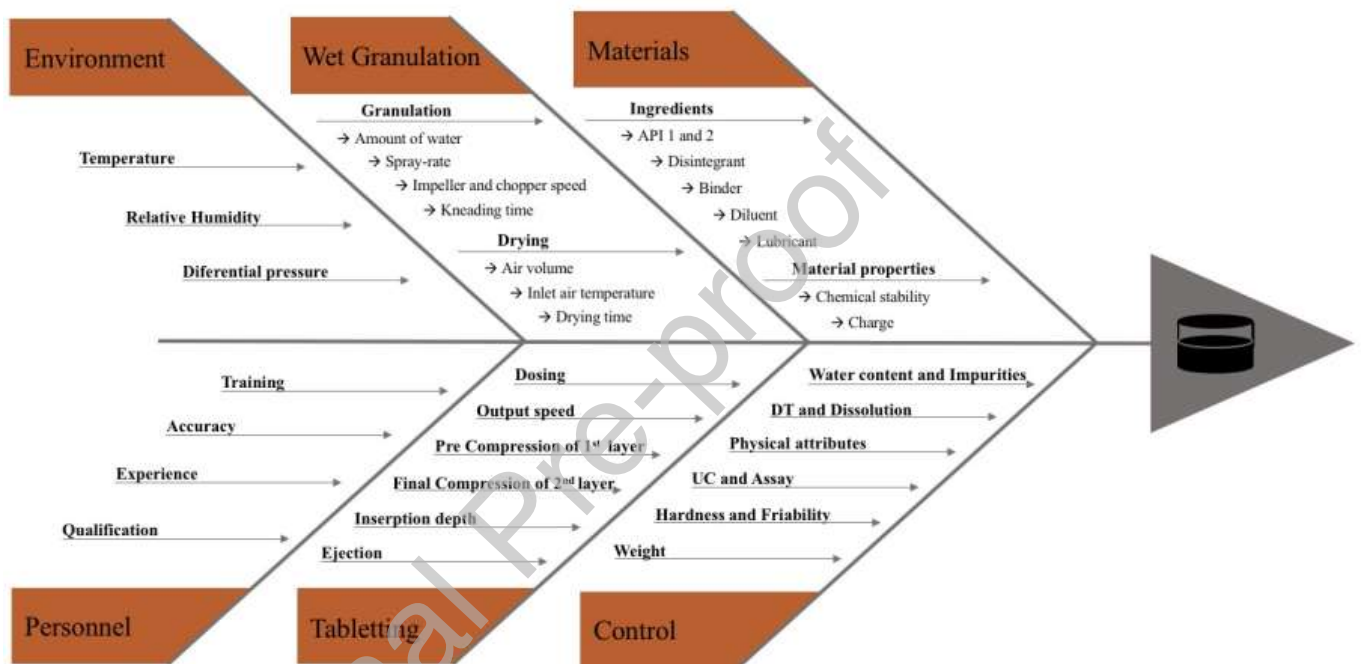 Environment
Temperature
Relative Humidity
Diferential pressure
Wet Granulation
Granulation
→ Amount of water
→ Spray-rate
→ Impeller and chopper speed
→ Kneading time
Drying
→ Air volume
→ Inlet air temperature
→ Drying time
Materials
Ingredients
→ API 1 and 2
→ Disintegrant
→ Binder
→ Diluent
→ Lubricant
Material properties
→ Chemical stability
→ Charge
Training
Accuracy
Experience
Qualification
Personnel
Dosing
Output speed
Pre Compression of 1st layer
Final Compression of 2nd layer
Inserption depth
Ejection
Tabletting
Water content and Impurities
DT and Dissolution
Physical attributes
UC and Assay
Hardness and Friability
Weight
Control
al Pre-proof